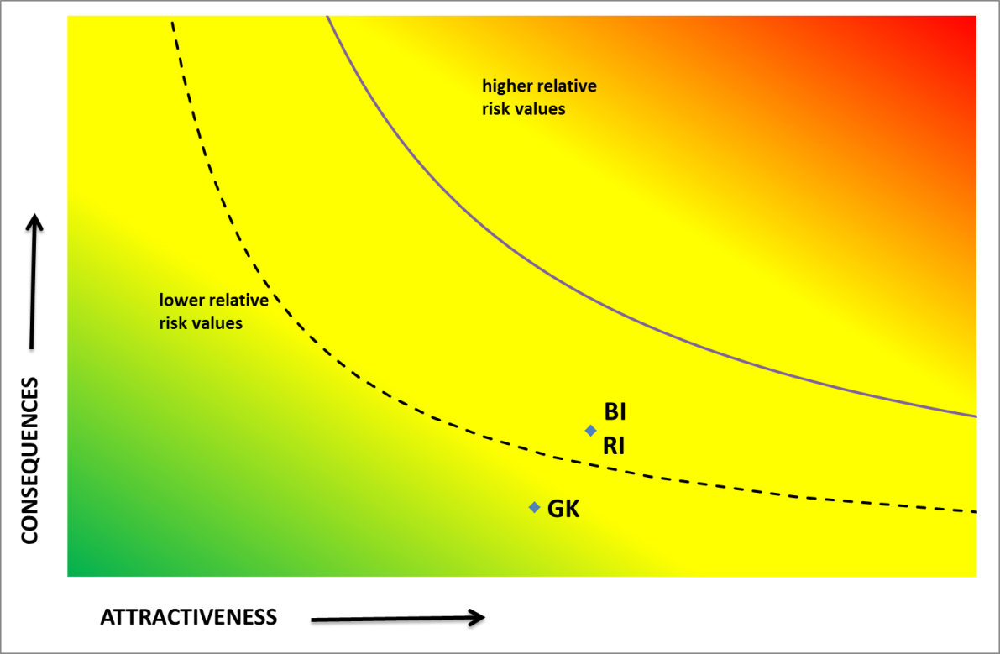 higher relative
risk values
lower relative
risk values
BI
RI
GK
CONSEQUENCES
ATTRACTIVENESS